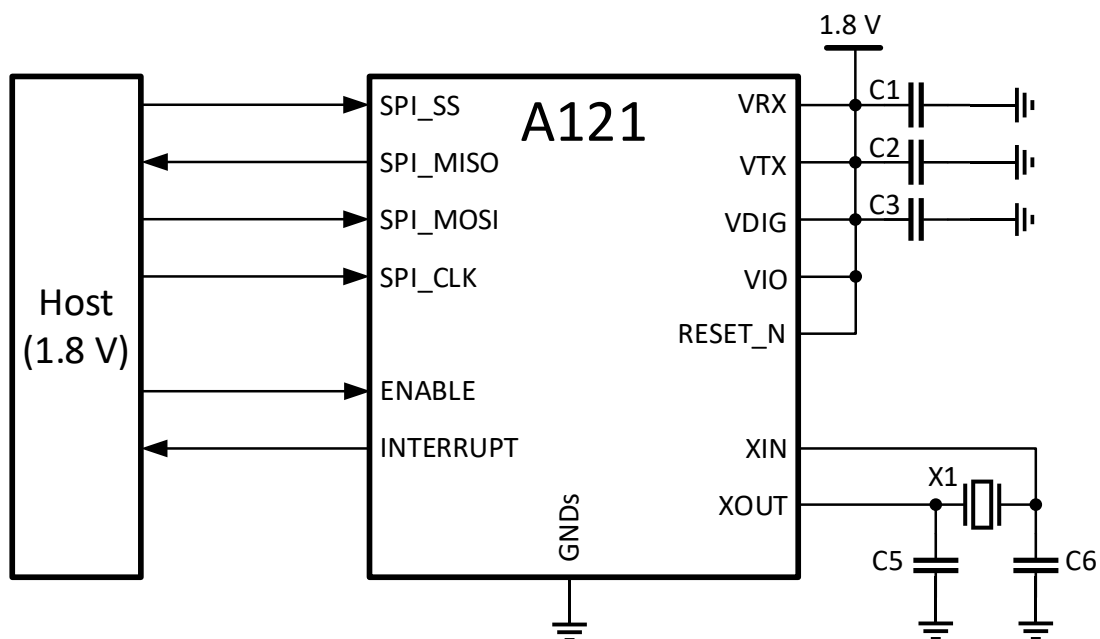 1.8 V
SPI_SS
A121
VRX
C1
SPI_MISO
VTX
C2
SPI_MOSI
VDIG
C3
SPI_CLK
VIO
Host
(1.8 V)
RESET_N
ENABLE
INTERRUPT
XIN
X1
XOUT
GNDs
C5
C6